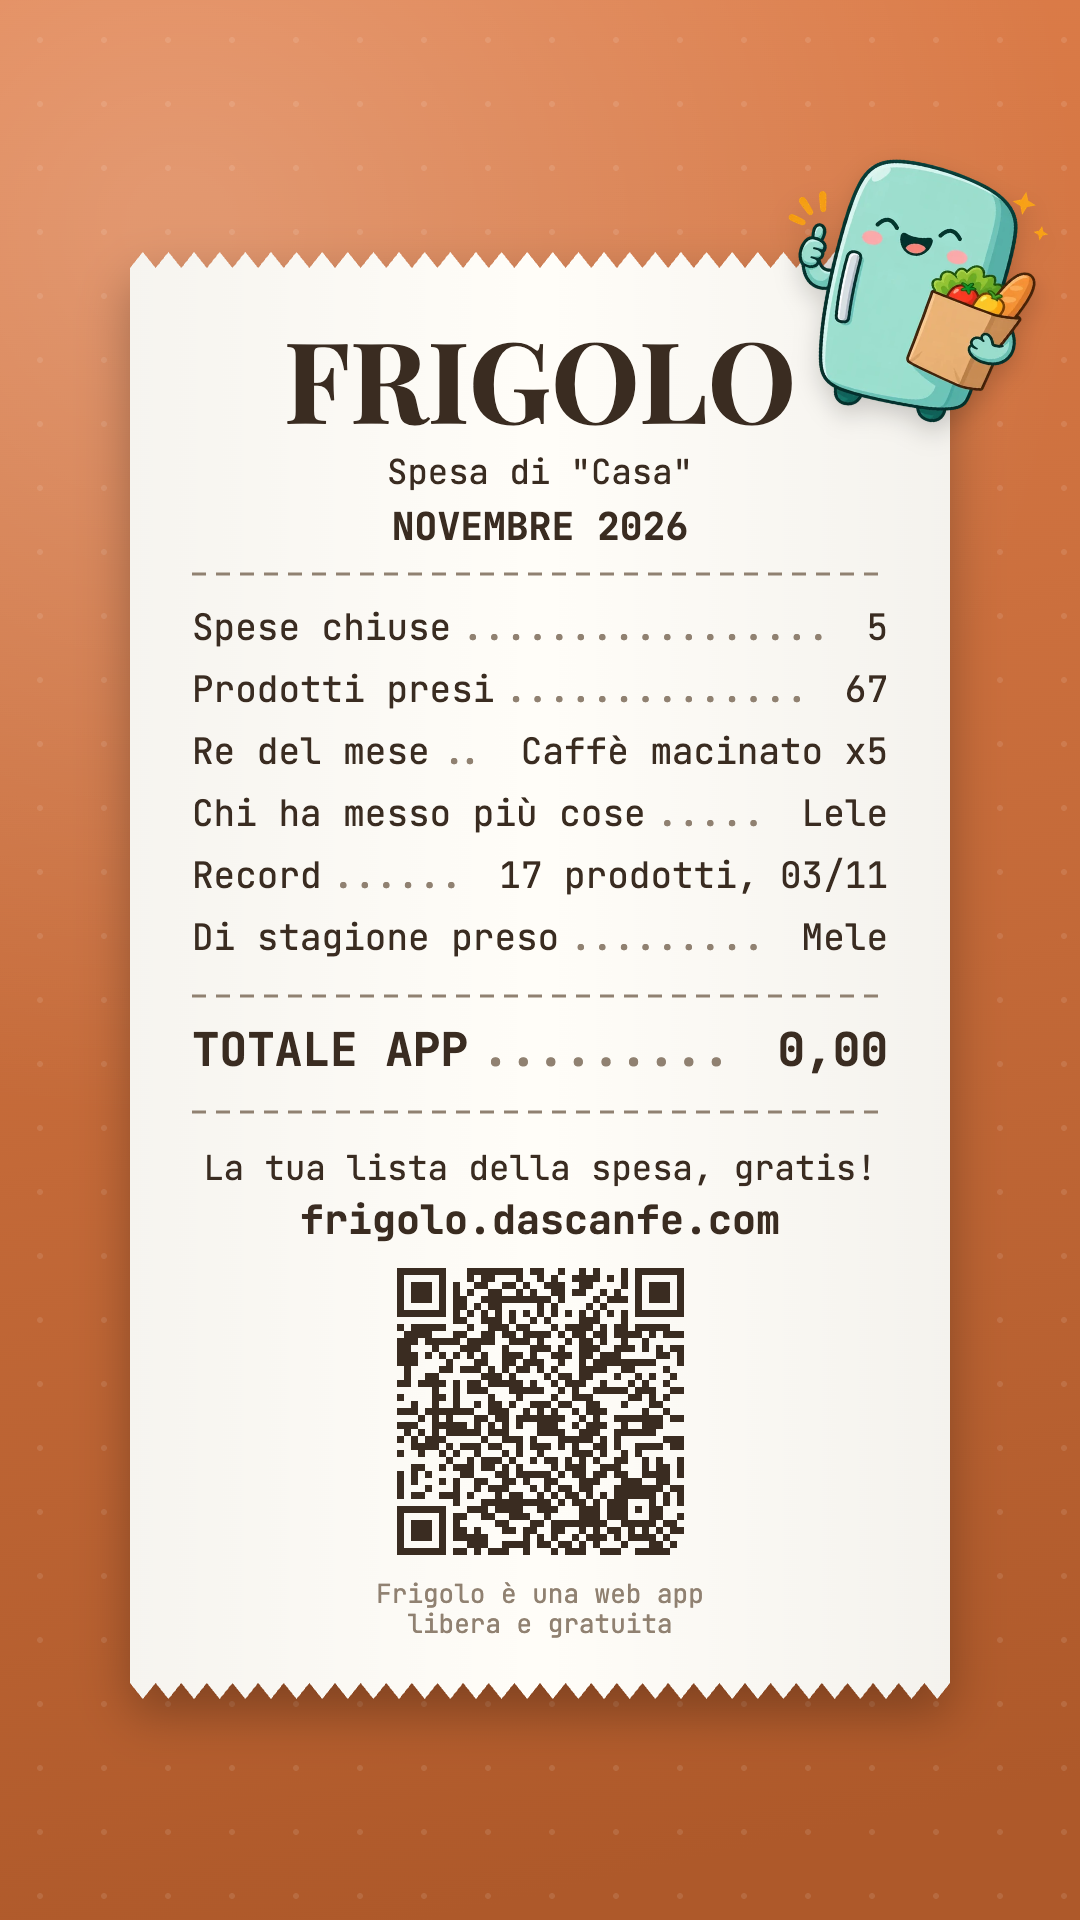 FRIGOLO
Spesa di "Casa"
NOVEMBRE 2026
Spese chiuse ................. 5
Prodotti presi .............. 67
Re del mese .. Caffè macinato x5
Chi ha messo più cose ..... Lele
Record ...... 17 prodotti, 03/11
Di stagione preso ......... Mele
TOTALE APP ......... 0,00
La tua lista della spesa, gratis!
frigolo.dascanfe.com
Frigolo è una web app
libera e gratuita